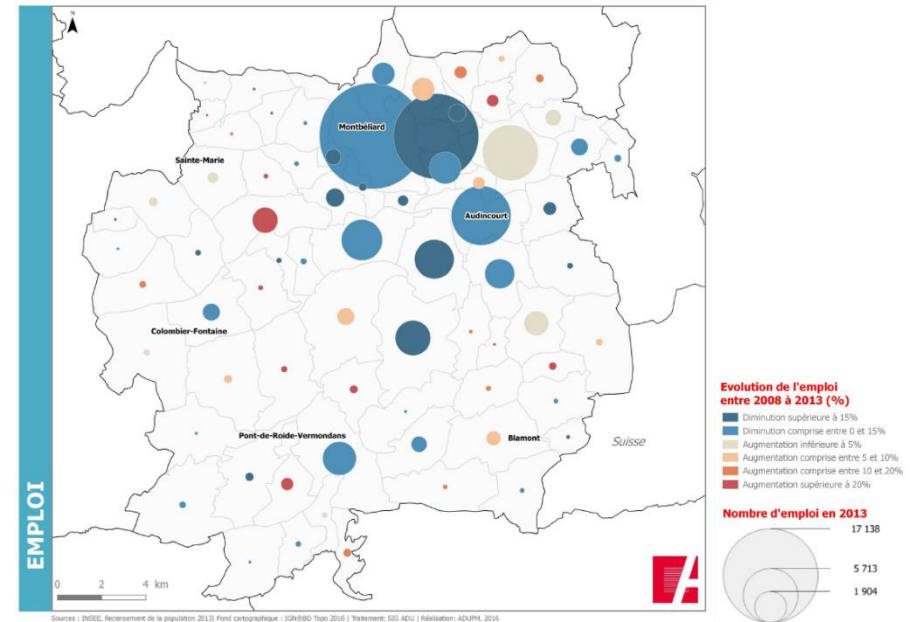 EMPLOI
N
Montbéliard
Sainte-Marie
Audincourt
Colombier-Fontaine
Pont-de-Roide-Vermondans
Blamont
Suisse
0 2 4 km
Evolution de l'emploi
entre 2008 à 2013 (%)
Diminution supérieure à 15%
Diminution comprise entre 0 et 15%
Augmentation inférieure à 5%
Augmentation comprise entre 5 et 10%
Augmentation comprise entre 10 et 20%
Augmentation supérieure à 20%
Nombre d'emploi en 2013
17 138
5 713
1 904
Sources : INSEE, Recensement de la population 2013| Fond cartographique : IGN®BD Topo 2016 | Traitement: SIG ADU | Réalisation: ADUPM, 2016